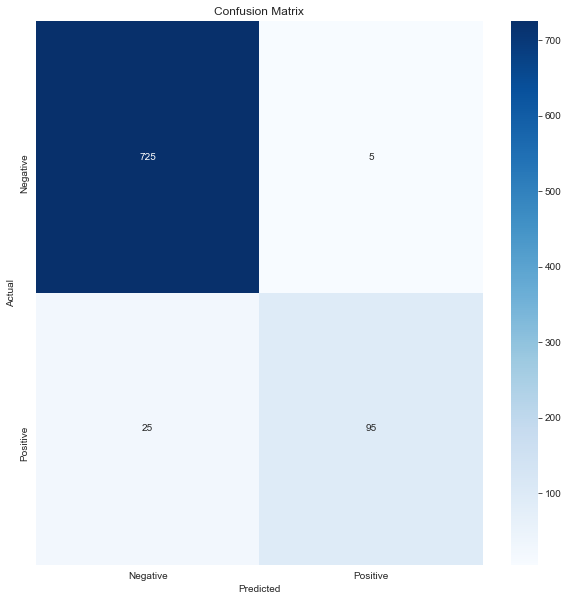 Confusion Matrix
700
600
500
400
300
200
100
725
5
25
95
Negative
Positive
Actual
Negative
Positive
Predicted